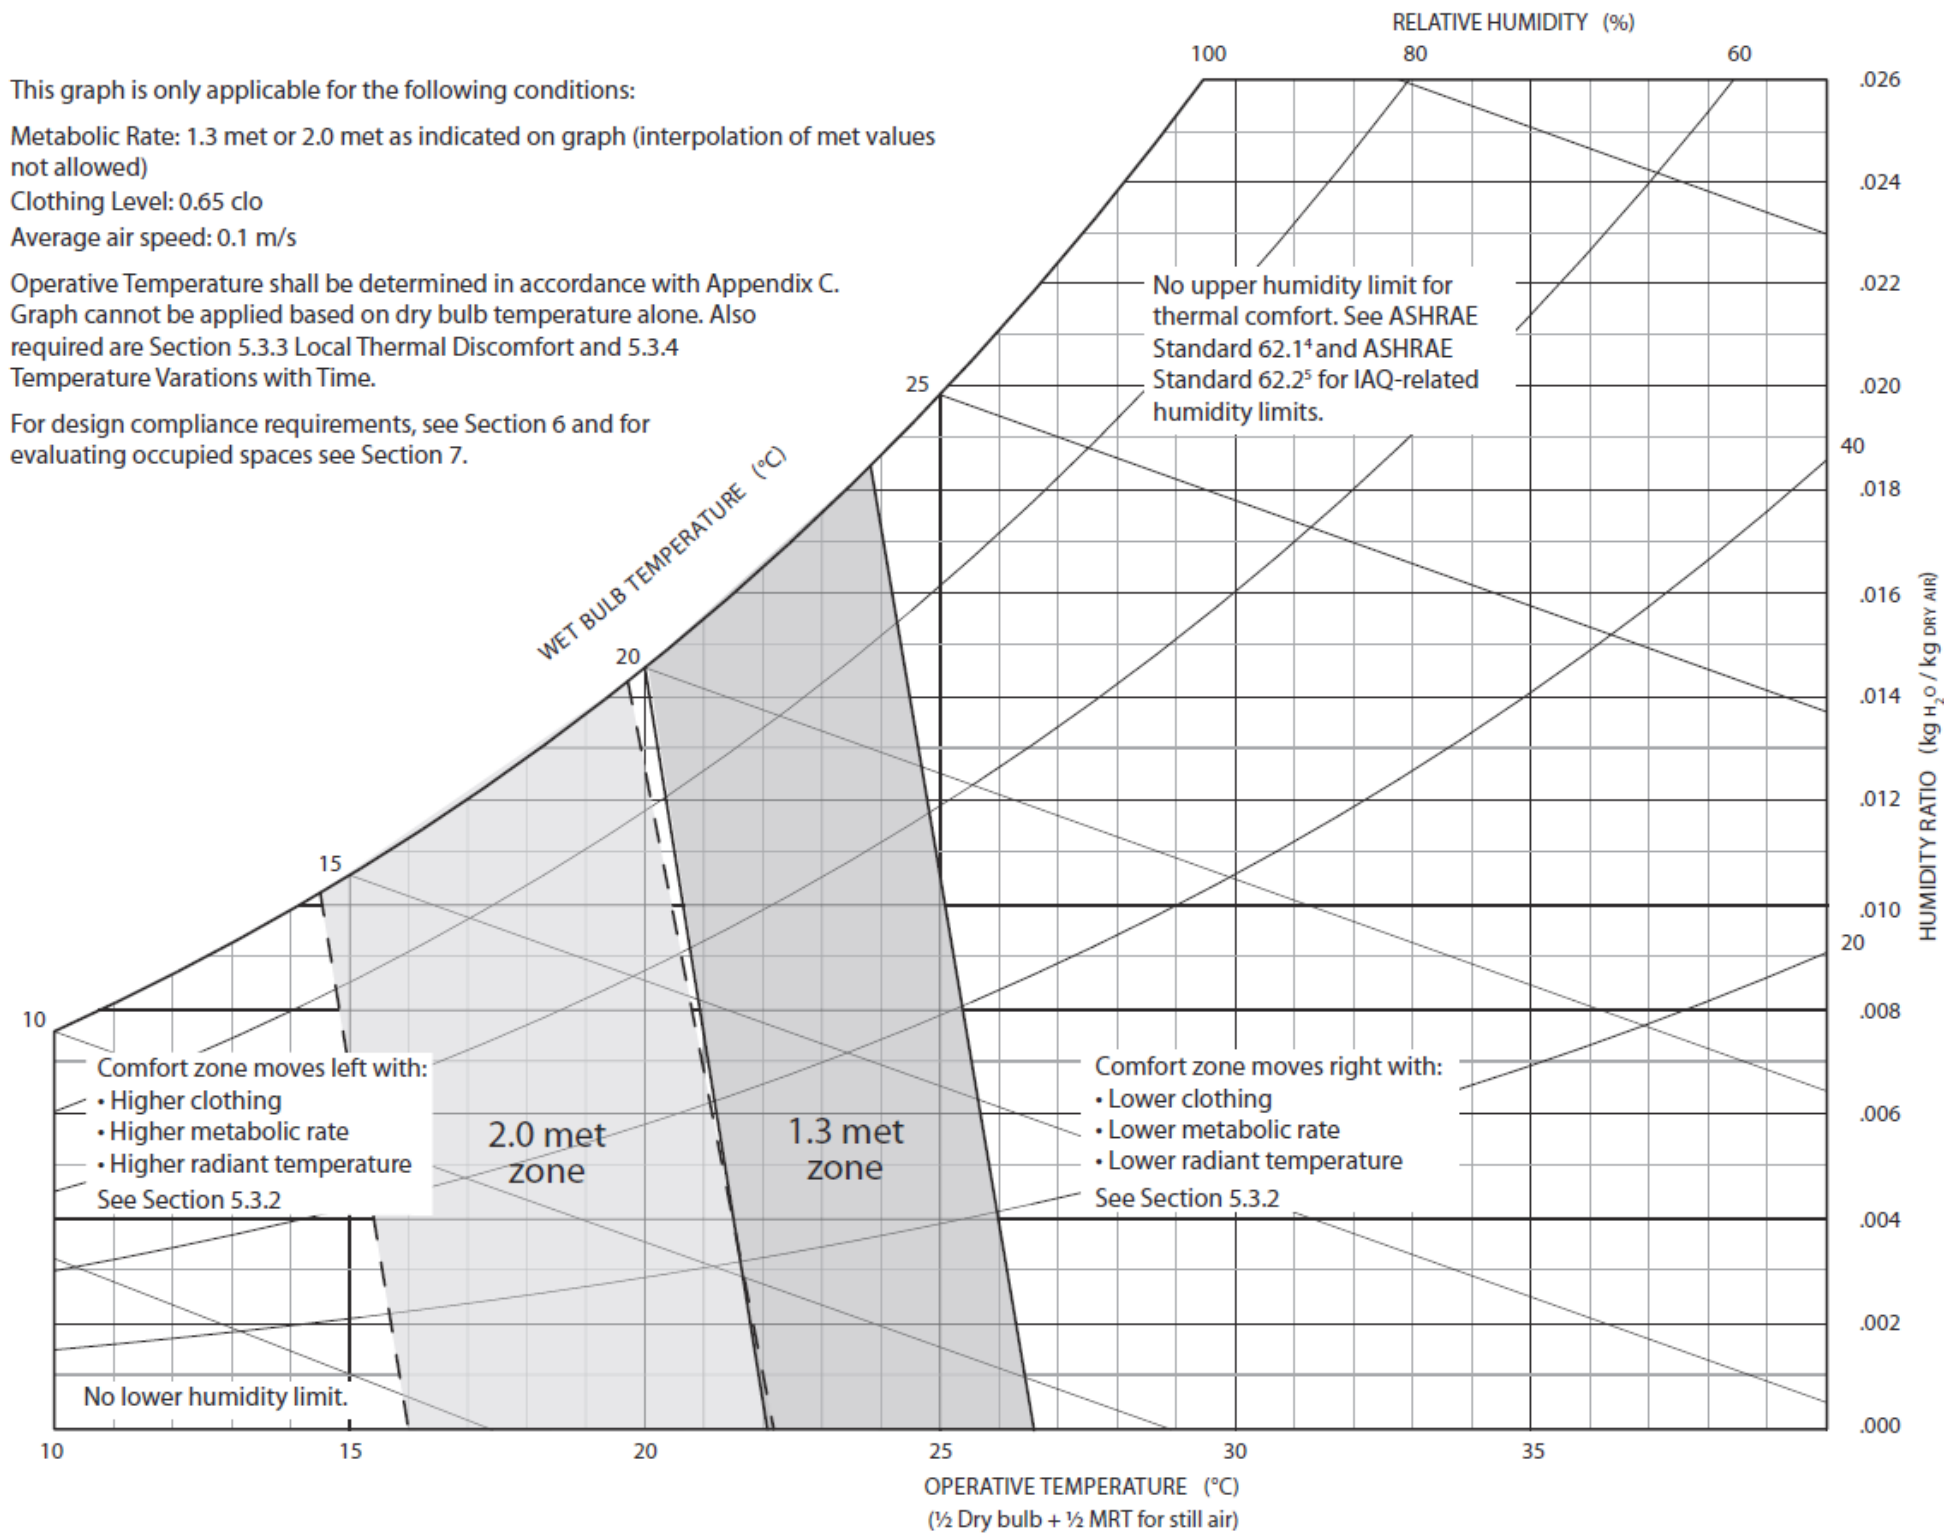 RELATIVE HUMIDITY (%)
100
80
60
This graph is only applicable for the following conditions:
Metabolic Rate: 1.3 met or 2.0 met as indicated on graph (interpolation of met values
not allowed)
Clothing Level: 0.65 clo
Average air speed: 0.1 m/s
Operative Temperature shall be determined in accordance with Appendix C.
Graph cannot be applied based on dry bulb temperature alone. Also
required are Section 5.3.3 Local Thermal Discomfort and 5.3.4
Temperature Varations with Time.
For design compliance requirements, see Section 6 and for
evaluating occupied spaces see Section 7.
No upper humidity limit for
thermal comfort. See ASHRAE
Standard 62.1⁴ and ASHRAE
Standard 62.2⁵ for IAQ-related
humidity limits.
WET BULB TEMPERATURE (°C)
25
20
15
10
.026
.024
.022
.020
40
.018
.016
.014
.012
.010
20
.008
.006
.004
.002
.000
HUMIDITY RATIO (kg H₂O / kg DRY AIR)
Comfort zone moves left with:
• Higher clothing
• Higher metabolic rate
• Higher radiant temperature
See Section 5.3.2
2.0 met
zone
1.3 met
zone
Comfort zone moves right with:
• Lower clothing
• Lower metabolic rate
• Lower radiant temperature
See Section 5.3.2
No lower humidity limit.
10
15
20
25
30
35
OPERATIVE TEMPERATURE (°C)
(½ Dry bulb + ½ MRT for still air)